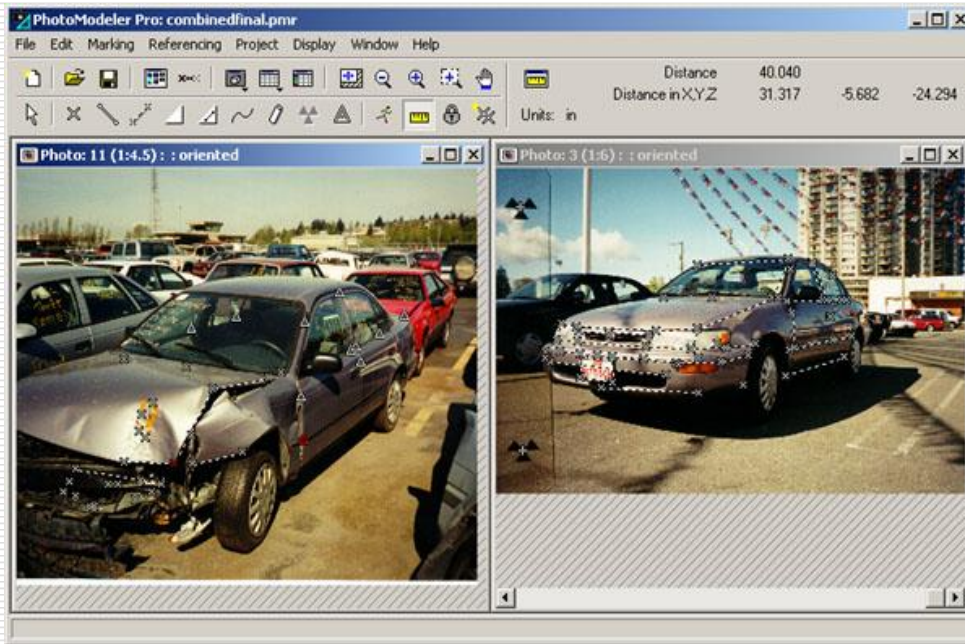 PhotoModeler Pro: combinedfinal.pmr
File Edit Marking Referencing Project Display Window Help
Distance 40.040
Distance in X,Y,Z 31.317 -5.682 -24.294
Units: in
Photo: 11 (1:4.5) : : oriented
Photo: 3 (1:6) : : oriented